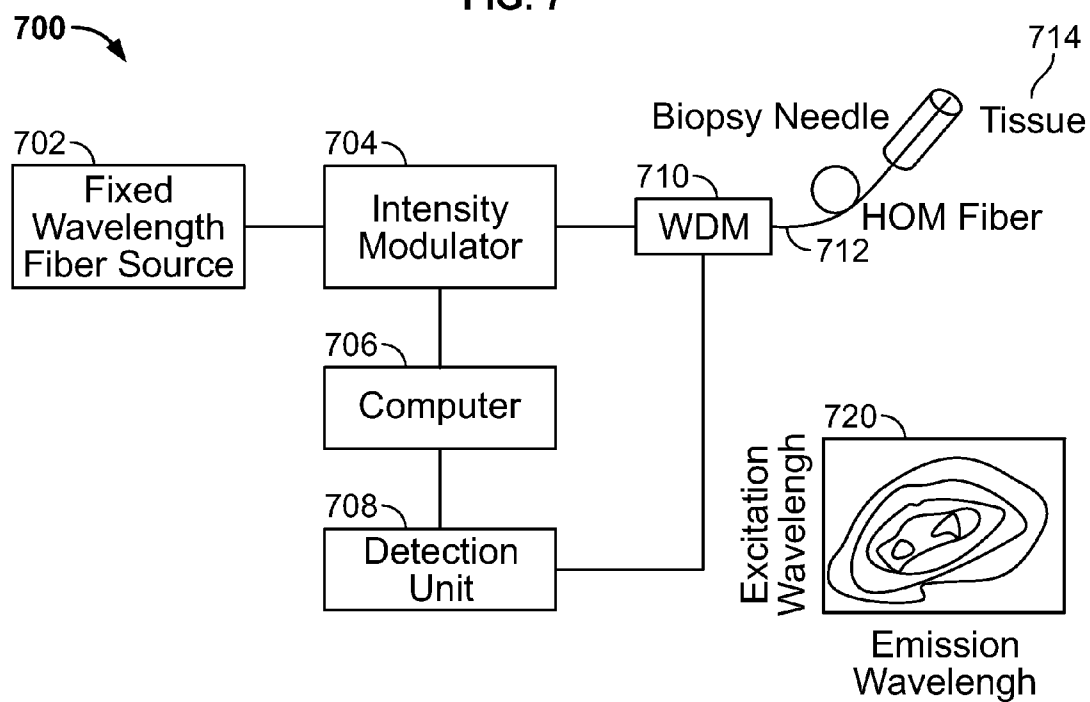 FIG. 7
700
714
Biopsy Needle
Tissue
702
704
710
Fixed
Wavelength
Fiber Source
Intensity
Modulator
WDM
HOM Fiber
712
706
Computer
720
708
Detection
Unit
Excitation
Wavelengh
Emission
Wavelengh